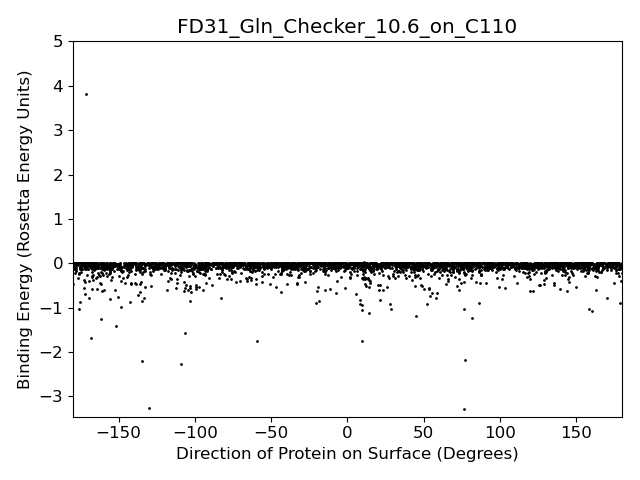 FD31_Gln_Checker_10.6_on_C110
Binding Energy (Rosetta Energy Units)
5
4
3
2
1
0
−1
−2
−3
−150 −100 −50 0 50 100 150
Direction of Protein on Surface (Degrees)